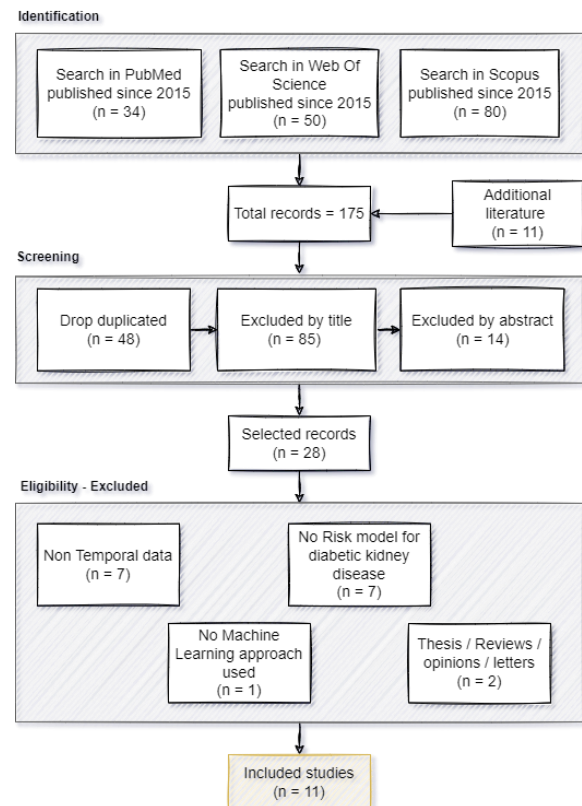 Identification
Search in PubMed
published since 2015
(n = 34)
Search in Web Of
Science
published since 2015
(n = 50)
Search in Scopus
published since 2015
(n = 80)
Total records = 175
Additional
literature
(n = 11)
Screening
Drop duplicated
(n = 48)
Excluded by title
(n = 85)
Excluded by abstract
(n = 14)
Selected records
(n = 28)
Eligibility - Excluded
Non Temporal data
(n = 7)
No Risk model for
diabetic kidney
disease
(n = 7)
No Machine
Learning approach
used
(n = 1)
Thesis / Reviews /
opinions / letters
(n = 2)
Included studies
(n = 11)